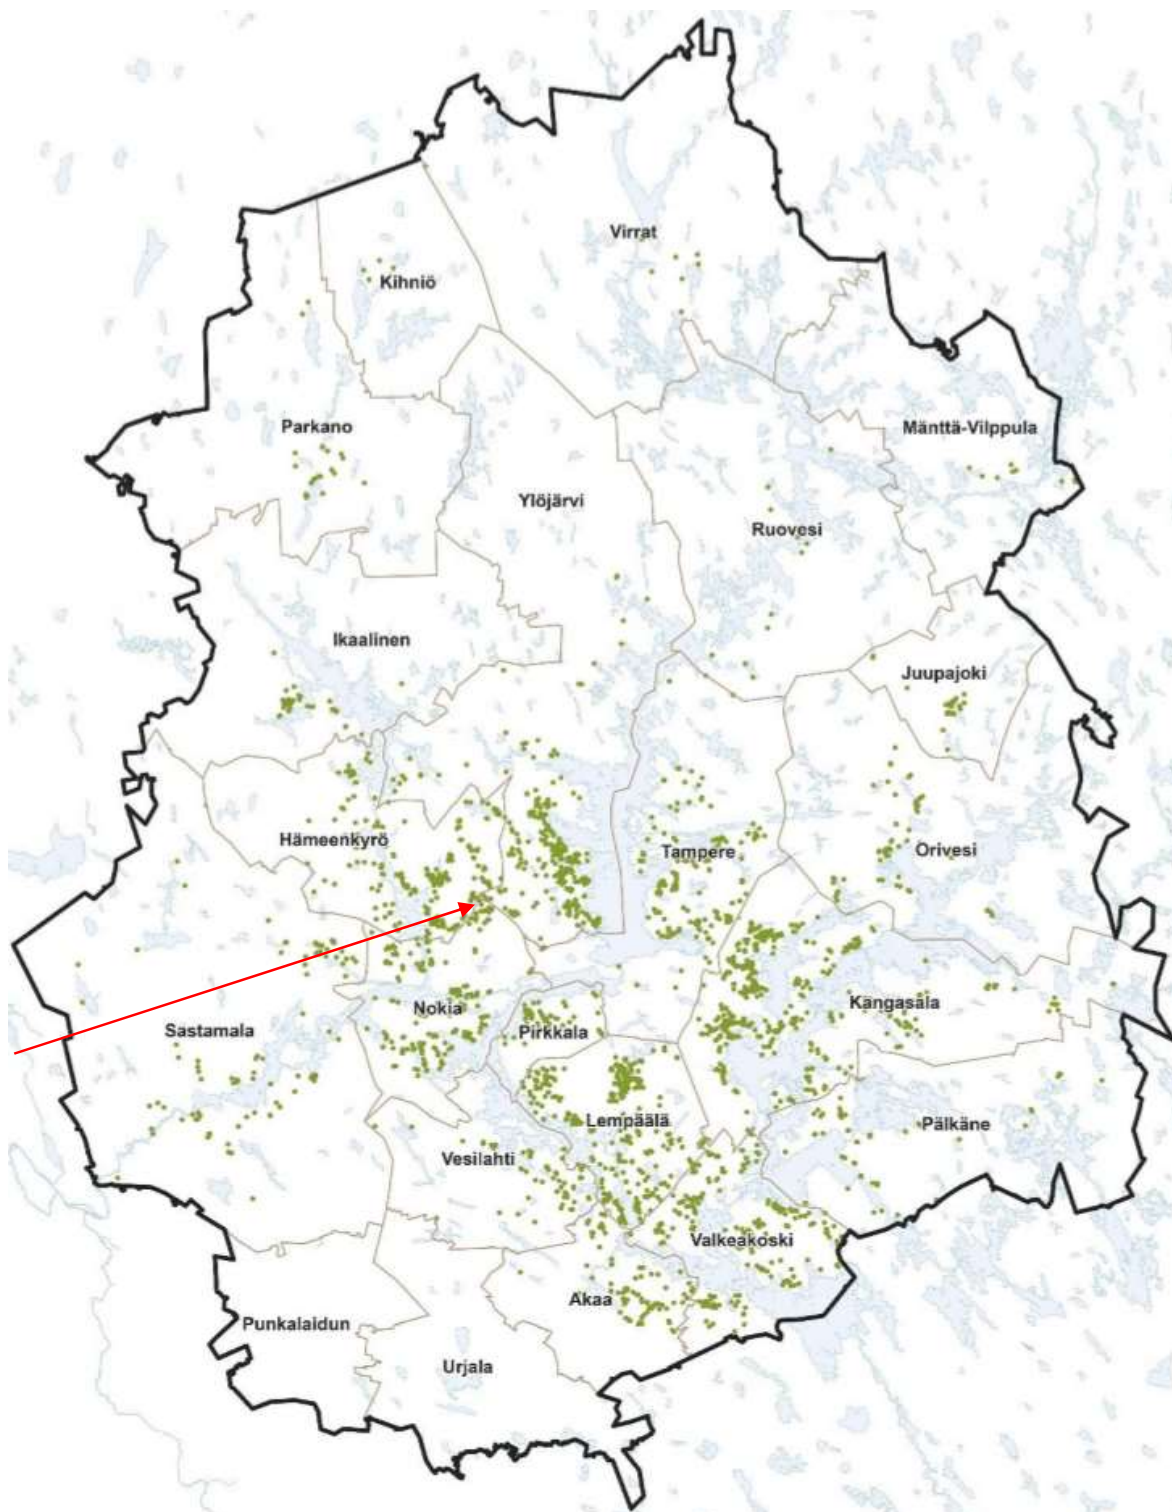 Virrat
Kihniö
Parkano
Mänttä-Vilppula
Ylöjärvi
Ruovesi
Ikaalinen
Juupajoki
Hämeenkyrö
Tampere
Orivesi
Nokia
Kangasala
Sastamala
Pirkkala
Lempäälä
Pälkäne
Vesilahti
Valkeakoski
Akaa
Punkalaidun
Urjala